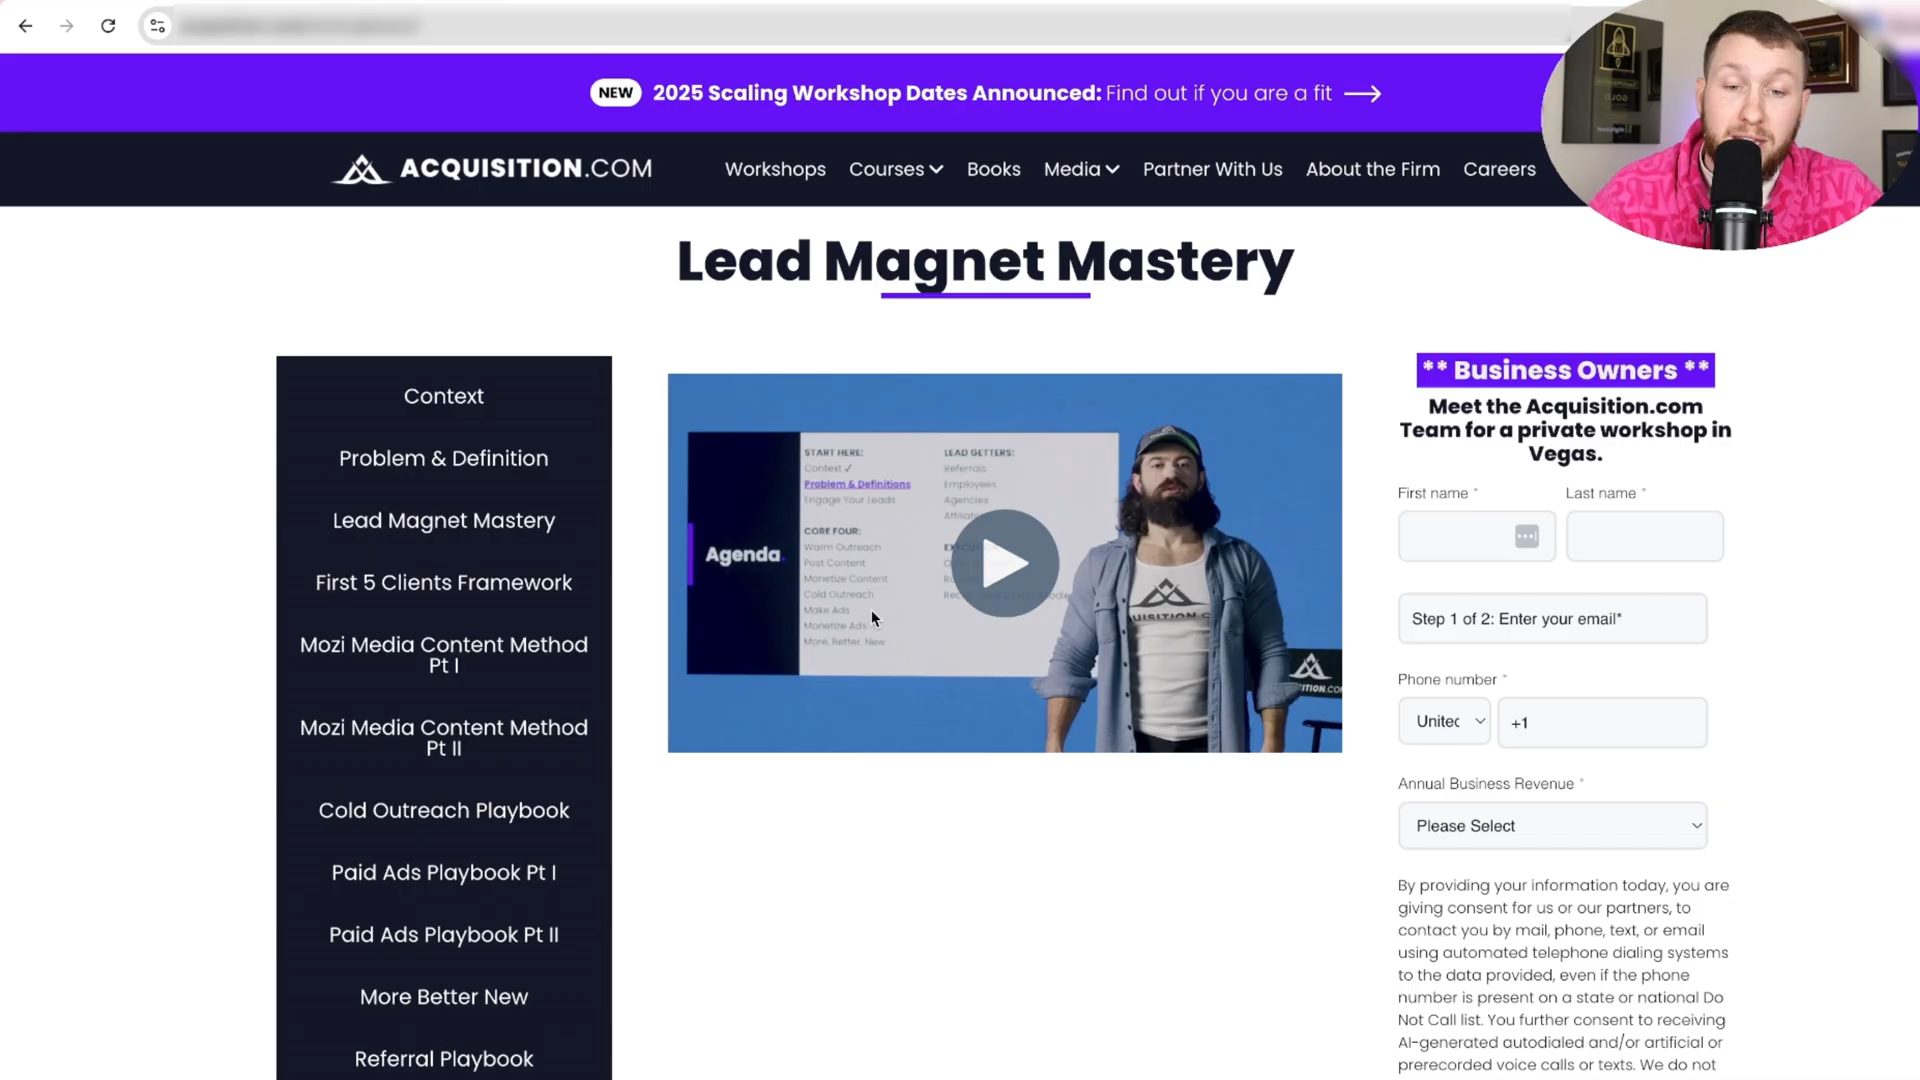 NEW 2025 Scaling Workshop Dates Announced: Find out if you are a fit
ACQUISITION.COM
Workshops Courses Books Media Partner With Us About the Firm Careers
Lead Magnet Mastery
Context
Problem & Definition
Lead Magnet Mastery
First 5 Clients Framework
Mozi Media Content Method
Pt I
Mozi Media Content Method
Pt II
Cold Outreach Playbook
Paid Ads Playbook Pt I
Paid Ads Playbook Pt II
More Better New
Referral Playbook
Agenda.
START HERE:
Context ✓
Problem & Definitions
Engage Your Leads
CORE FOUR:
Warm Outreach
Post Content
Monetize Content
Cold Outreach
Make Ads
Monetize Ads
More, Better, New
LEAD GETTERS:
Referrals
Employees
Agencies
** Business Owners **
Meet the Acquisition.com
Team for a private workshop in
Vegas.
First name * Last name *
Step 1 of 2: Enter your email*
Phone number *
+1
Annual Business Revenue *
Please Select
By providing your information today, you are
giving consent for us or our partners, to
contact you by mail, phone, text, or email
using automated telephone dialing systems
to the data provided, even if the phone
number is present on a state or national Do
Not Call list. You further consent to receiving
AI-generated autodialed and/or artificial or
prerecorded voice calls or texts. We do not